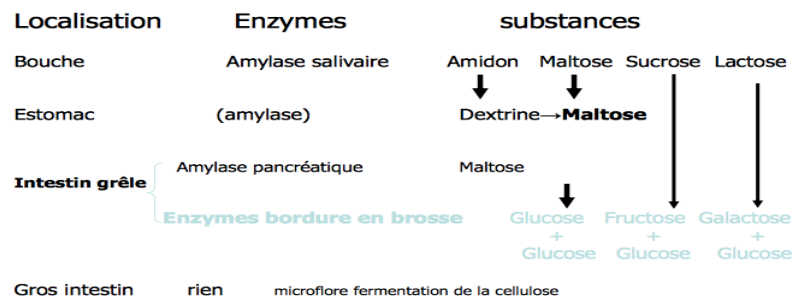 Localisation Enzymes substances
Bouche Amylase salivaire Amidon Maltose Sucrose Lactose
Estomac (amylase) Dextrine→Maltose
Amylase pancréatique Maltose
Intestin grêle
Enzymes bordure en brosse Glucose Fructose Galactose
+ + +
Glucose Glucose Glucose
Gros intestin rien microflore fermentation de la cellulose